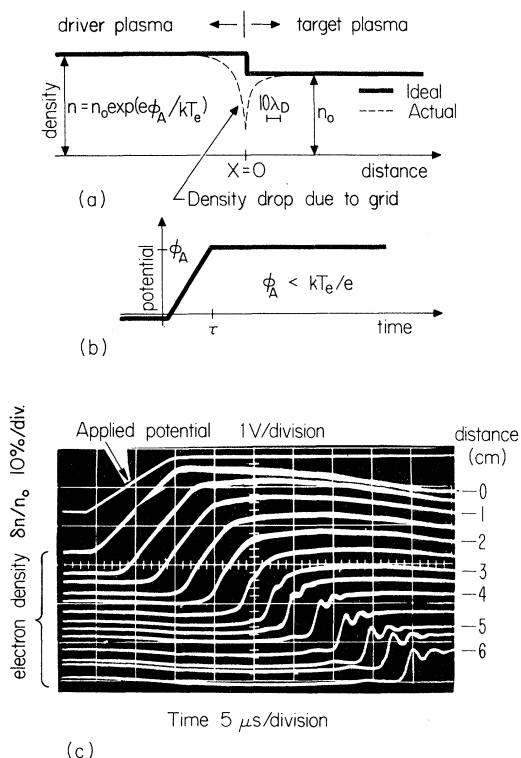 driver plasma
target plasma
density
n=n₀exp(eϕ_A/kT_e)
10λ_D
n₀
Ideal
Actual
X=0
distance
(a)
Density drop due to grid
potential
ϕ_A
ϕ_A < kT_e/e
τ
time
(b)
electron density δn/n₀ 10%/div.
Applied potential 1V/division
distance
(cm)
0
1
2
3
4
5
6
Time 5 μs/division
(c)